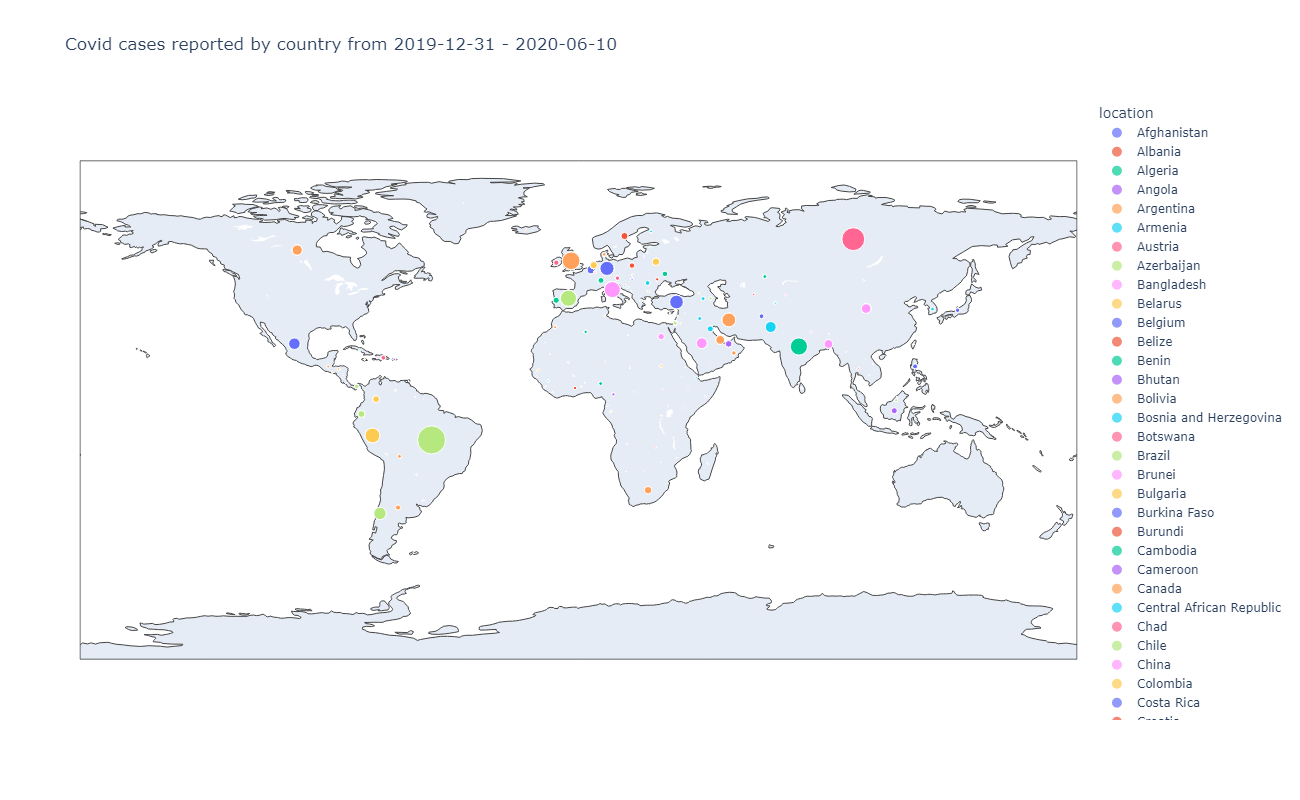 Covid cases reported by country from 2019-12-31 - 2020-06-10
location
Afghanistan
Albania
Algeria
Angola
Argentina
Armenia
Austria
Azerbaijan
Bangladesh
Belarus
Belgium
Belize
Benin
Bhutan
Bolivia
Bosnia and Herzegovina
Botswana
Brazil
Brunei
Bulgaria
Burkina Faso
Burundi
Cambodia
Cameroon
Canada
Central African Republic
Chad
Chile
China
Colombia
Costa Rica